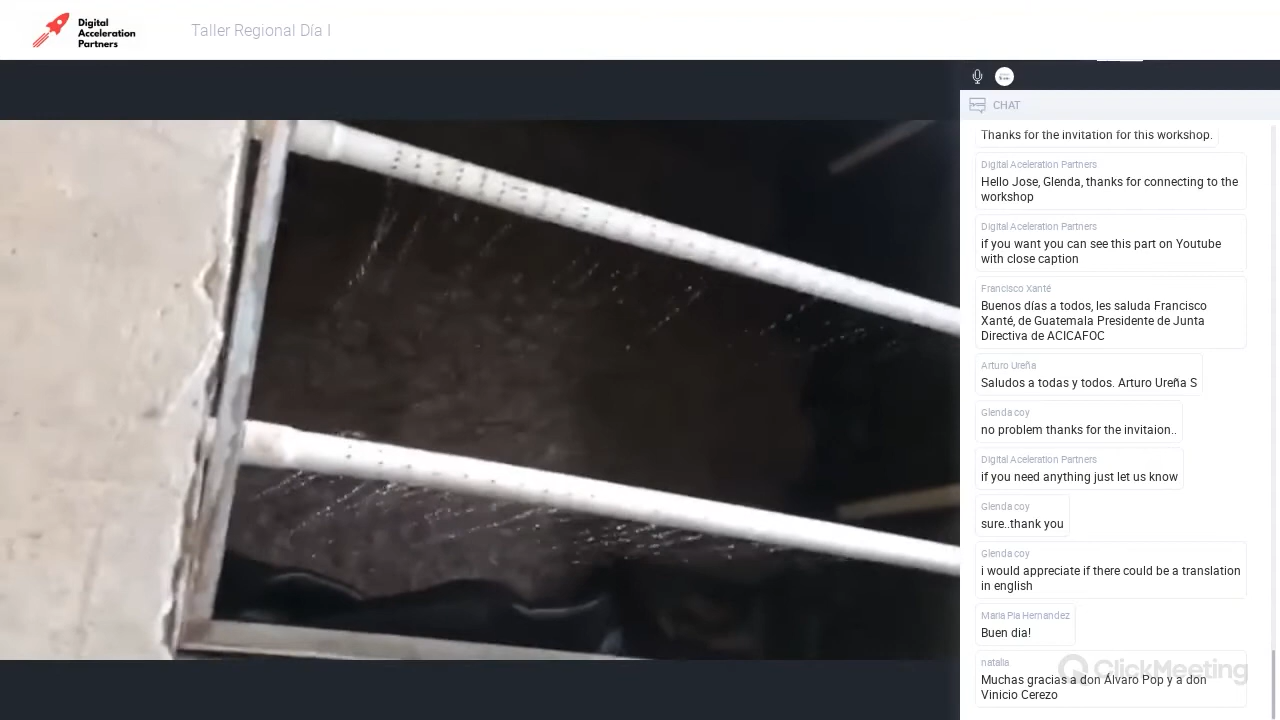 Digital
Acceleration
Partners
Taller Regional Día I
CHAT
Thanks for the invitation for this workshop.
Digital Aceleration Partners
Hello Jose, Glenda, thanks for connecting to the
workshop
Digital Aceleration Partners
if you want you can see this part on Youtube
with close caption
Francisco Xanté
Buenos días a todos, les saluda Francisco
Xanté, de Guatemala Presidente de Junta
Directiva de ACICAFOC
Arturo Ureña
Saludos a todas y todos. Arturo Ureña S
Glenda coy
no problem thanks for the invitaion..
Digital Aceleration Partners
if you need anything just let us know
Glenda coy
sure..thank you
Glenda coy
i would appreciate if there could be a translation
in english
Maria Pia Hernandez
Buen dia!
natalia
Muchas gracias a don Álvaro Pop y a don
Vinicio Cerezo
ClickMeeting